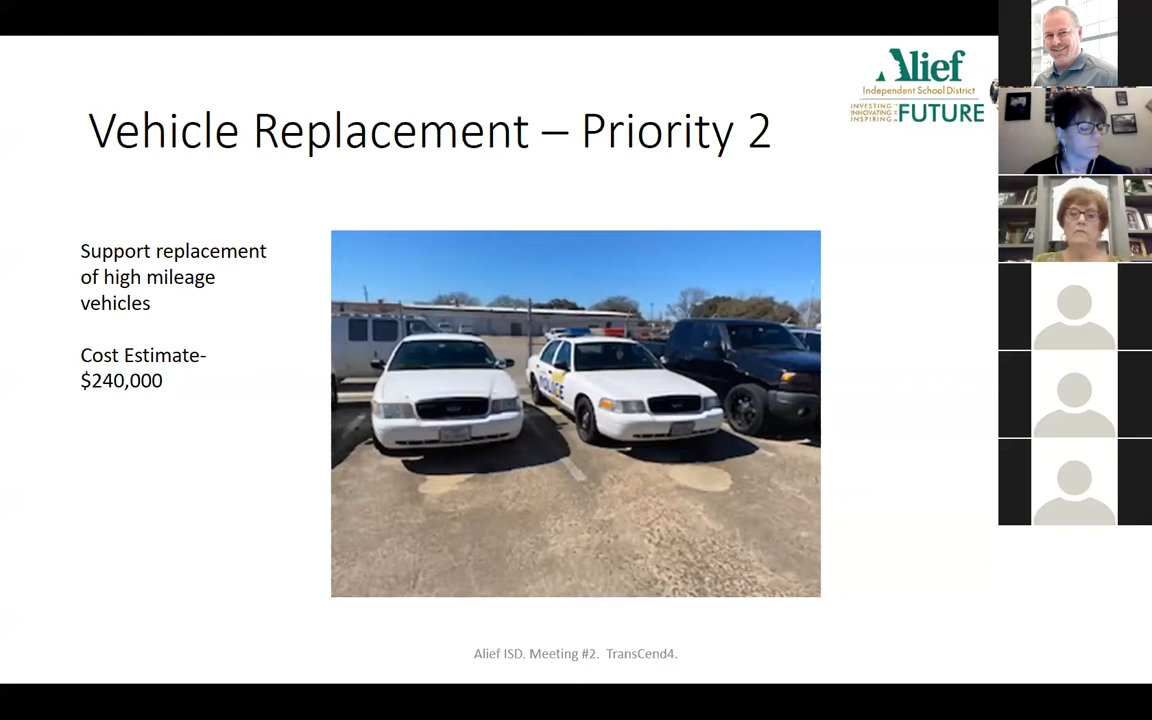 Alief
Independent School District
INVESTING
INNOVATING
INSPIRING
FUTURE
Vehicle Replacement – Priority 2
Support replacement
of high mileage
vehicles
Cost Estimate-
$240,000
POLICE
Alief ISD. Meeting #2. TransCend4.